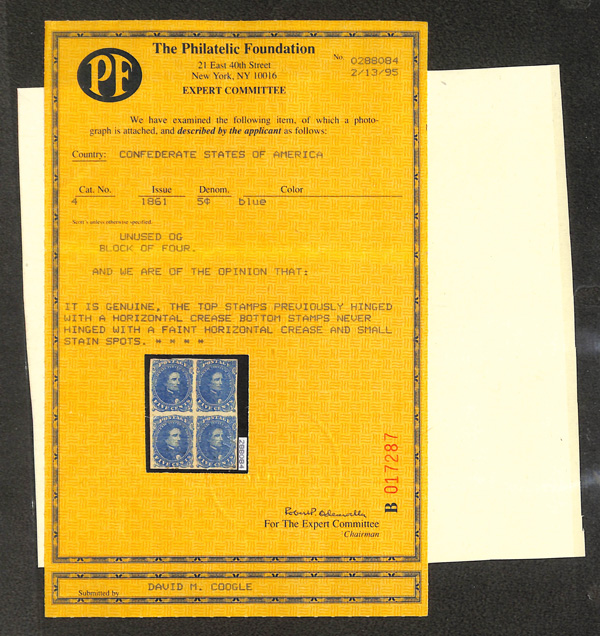 PF
The Philatelic Foundation
21 East 40th Street
New York, NY 10016
EXPERT COMMITTEE
No. 0288084
2/13/95
We have examined the following item, of which a photo-
graph is attached, and described by the applicant as follows:
Country: CONFEDERATE STATES OF AMERICA
Cat. No. Issue Denom. Color
4 1861 5¢ blue
Scott's unless otherwise specified.
UNUSED OG
BLOCK OF FOUR.
AND WE ARE OF THE OPINION THAT:
IT IS GENUINE, THE TOP STAMPS PREVIOUSLY HINGED
WITH A HORIZONTAL CREASE BOTTOM STAMPS NEVER
HINGED WITH A FAINT HORIZONTAL CREASE AND SMALL
STAIN SPOTS. * * * *
288084
B 017287
For The Expert Committee
Chairman
Submitted by DAVID M. COOGLE